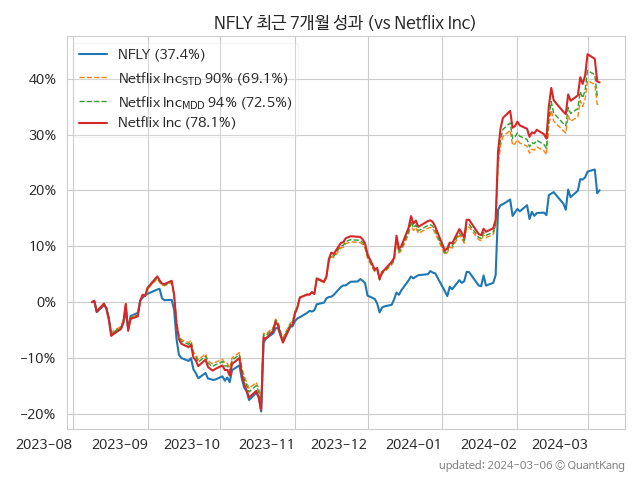 NFLY 최근 7개월 성과 (vs Netflix Inc)
NFLY (37.4%)
Netflix Inc_STD 90% (69.1%)
Netflix Inc_MDD 94% (72.5%)
Netflix Inc (78.1%)
40%
30%
20%
10%
0%
−10%
−20%
2023-08 2023-09 2023-10 2023-11 2023-12 2024-01 2024-02 2024-03
updated: 2024-03-06 © QuantKang